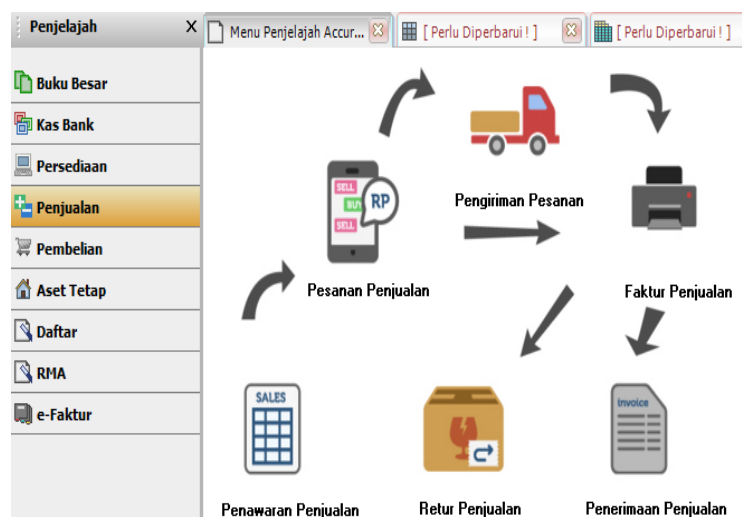 Penjelajah X
Menu Penjelajah Accur...
[ Perlu Diperbarui ! ]
[ Perlu Diperbarui ! ]
Buku Besar
Kas Bank
Persediaan
Penjualan
Pembelian
Aset Tetap
Daftar
RMA
e-Faktur
SELL
BUY
SELL
RP
Pengiriman Pesanan
Pesanan Penjualan
Faktur Penjualan
SALES
invoice
Penawaran Penjualan
Retur Penjualan
Penerimaan Penjualan